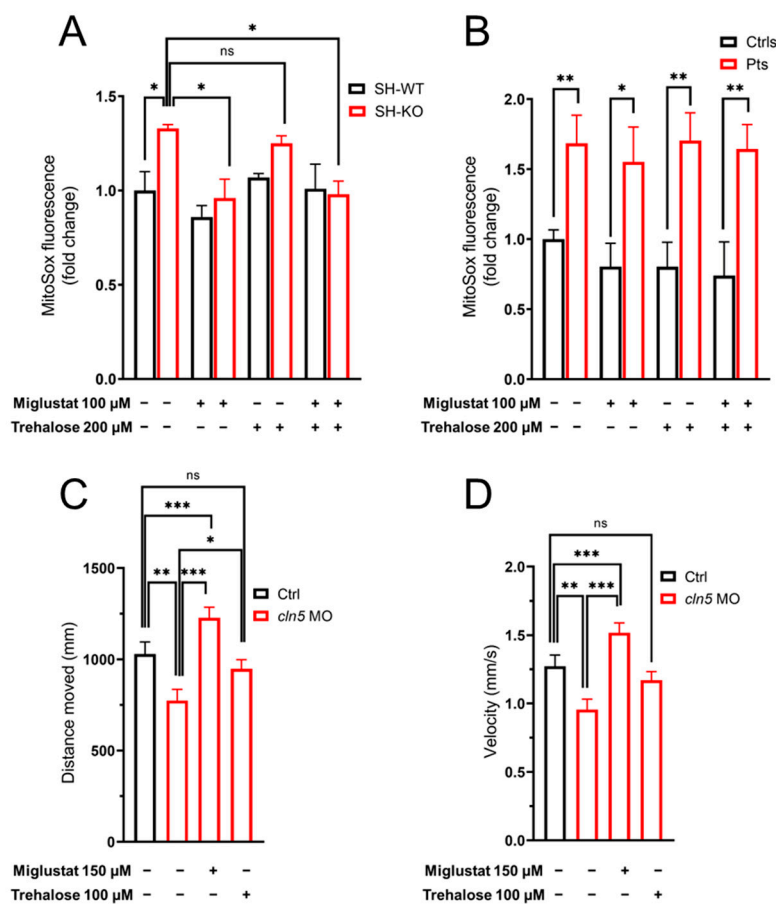 A
*
ns
*
*
SH-WT
SH-KO
MitoSox fluorescence
(fold change)
1.5
1.0
0.5
0.0
Miglustat 100 µM − − + + − − + +
Trehalose 200 µM − − − − + + + +
B
Ctrls
Pts
**
*
**
**
MitoSox fluorescence
(fold change)
2.0
1.5
1.0
0.5
0.0
Miglustat 100 µM − − + + − − + +
Trehalose 200 µM − − − − + + + +
C
ns
***
*
**
***
Ctrl
cln5 MO
Distance moved (mm)
1500
1000
500
0
Miglustat 150 µM − − + −
Trehalose 100 µM − − − +
D
ns
***
**
***
Ctrl
cln5 MO
Velocity (mm/s)
2.0
1.5
1.0
0.5
0.0
Miglustat 150 µM − − + −
Trehalose 100 µM − − − +